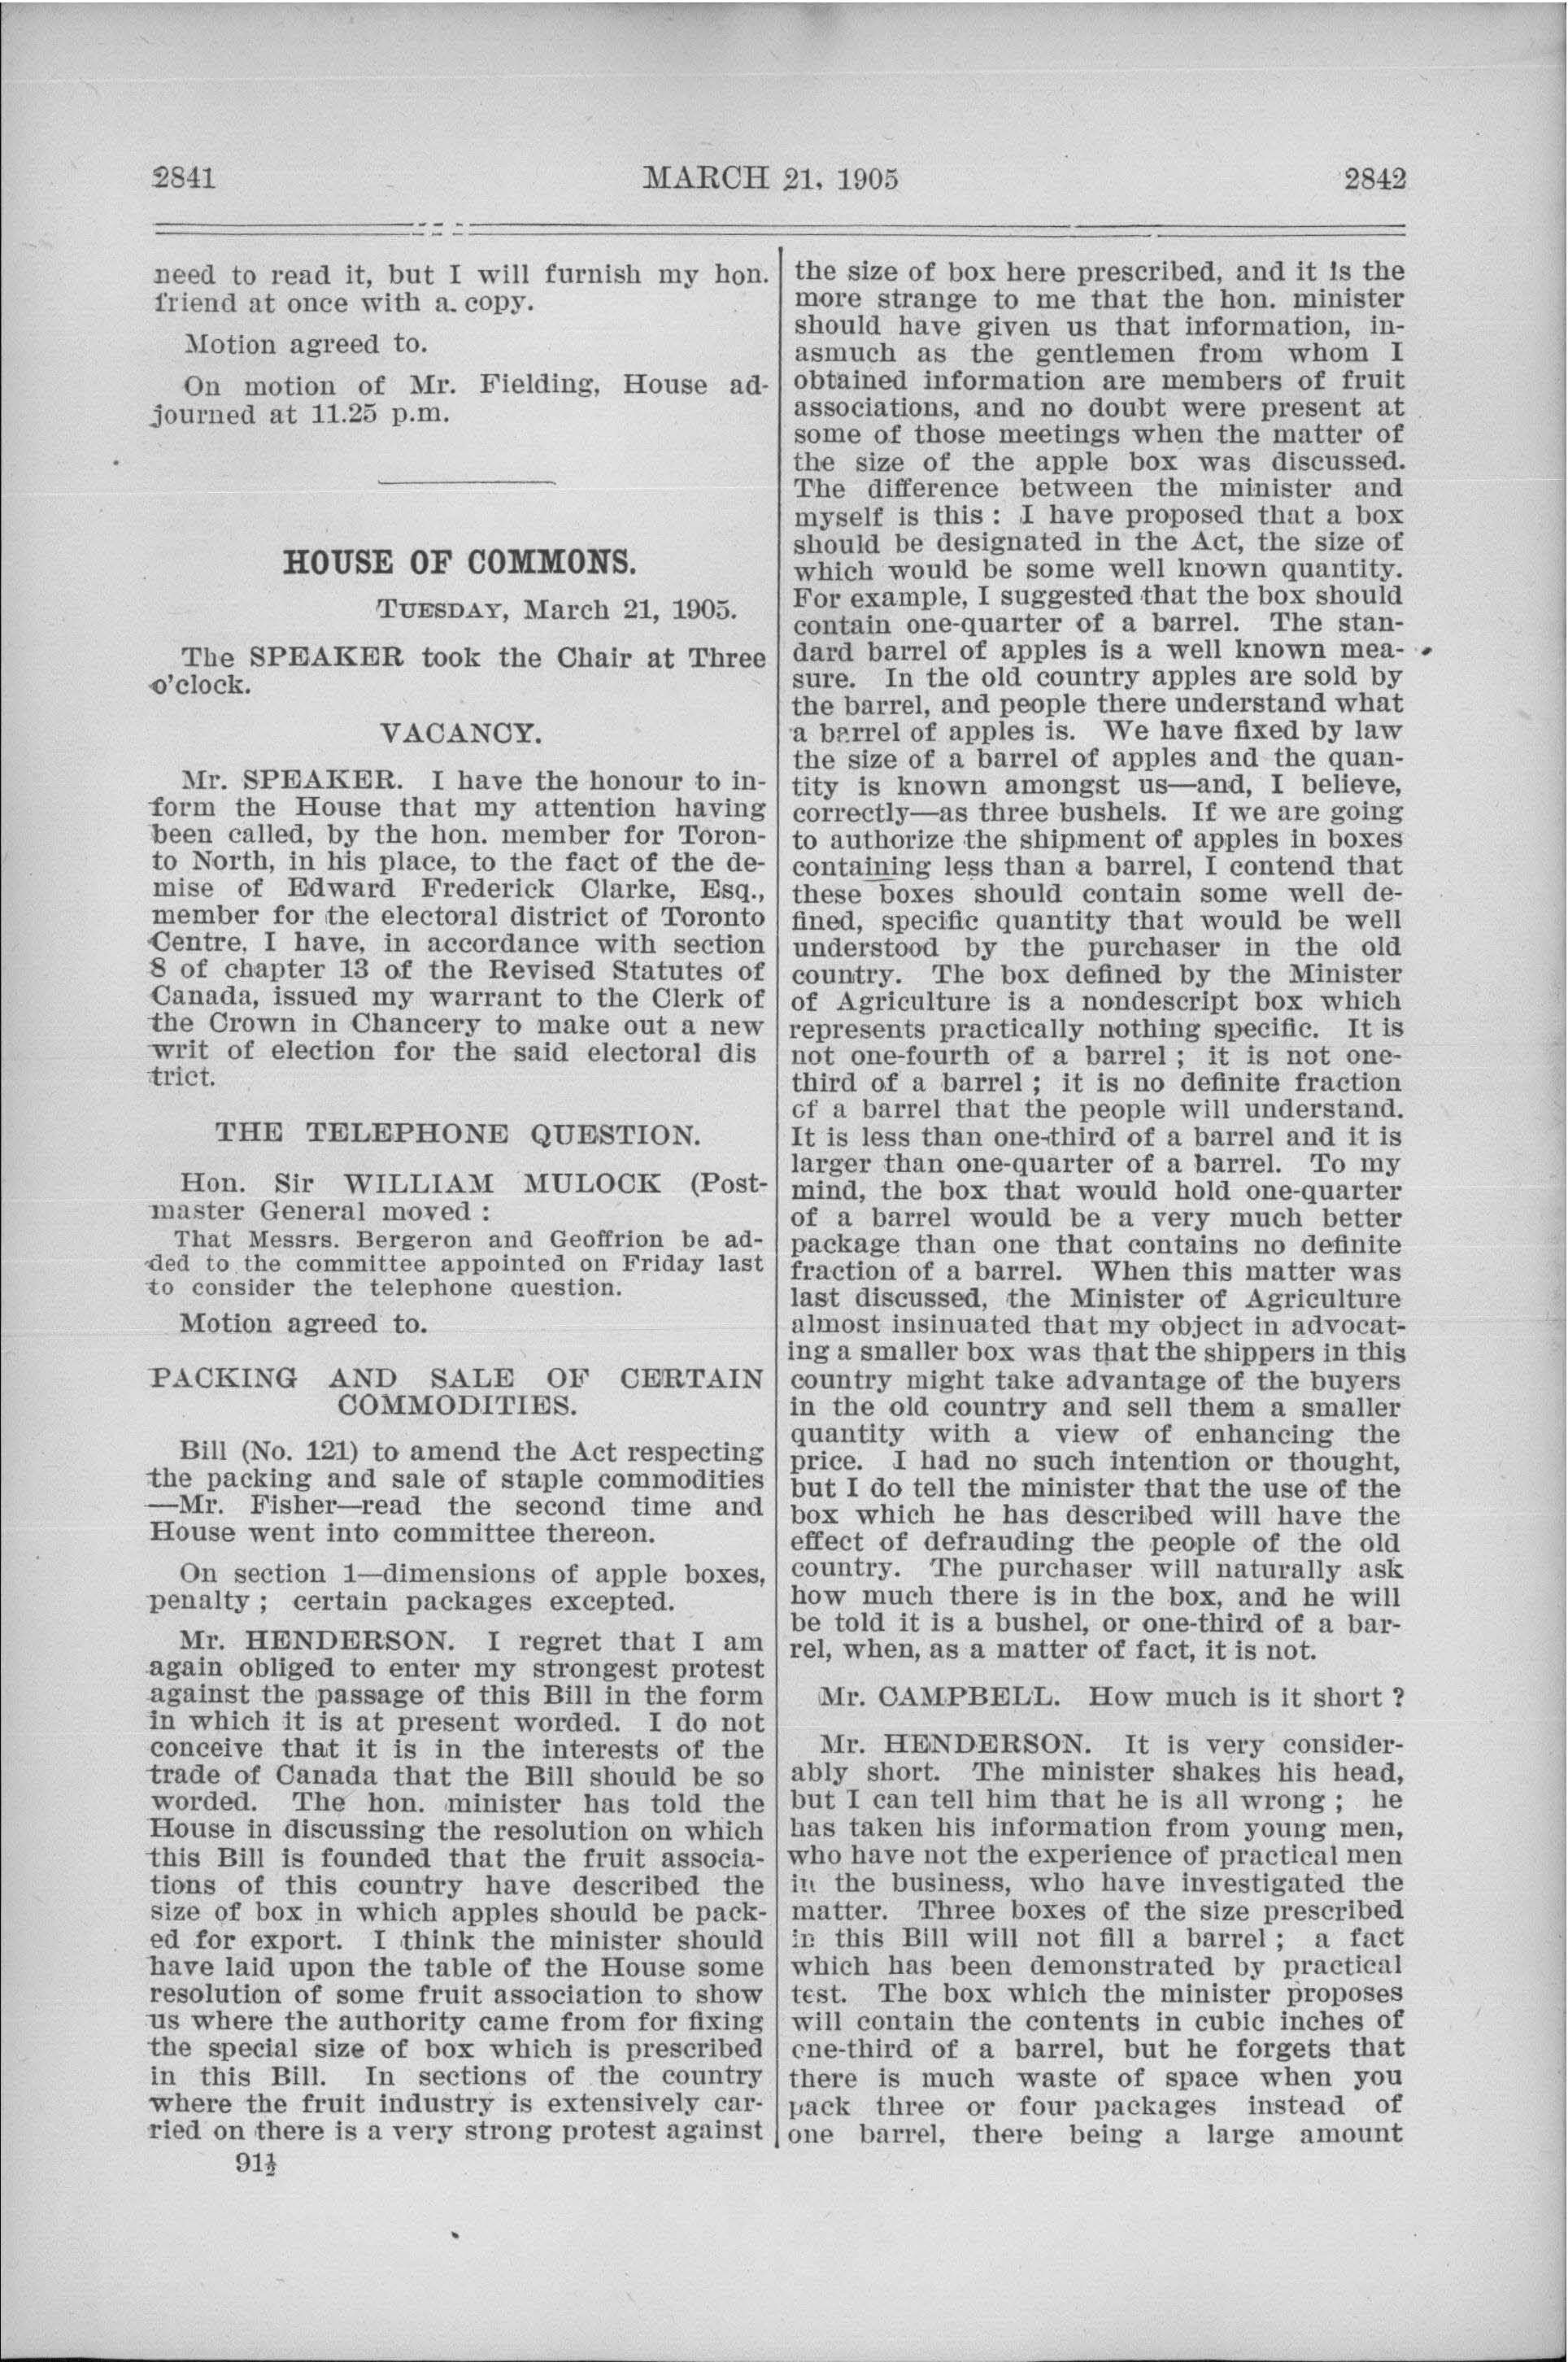 2841
MARCH 21, 1905
2842
need to read it, but I will furnish my hon.
friend at once with a copy.
Motion agreed to.
On motion of Mr. Fielding, House ad-
journed at 11.25 p.m.
HOUSE OF COMMONS.
TUESDAY, March 21, 1905.
The SPEAKER took the Chair at Three
o'clock.
VACANCY.
Mr. SPEAKER. I have the honour to in-
form the House that my attention having
been called, by the hon. member for Toron-
to North, in his place, to the fact of the de-
mise of Edward Frederick Clarke, Esq.,
member for the electoral district of Toronto
Centre, I have, in accordance with section
8 of chapter 13 of the Revised Statutes of
Canada, issued my warrant to the Clerk of
the Crown in Chancery to make out a new
writ of election for the said electoral dis
trict.
THE TELEPHONE QUESTION.
Hon. Sir WILLIAM MULOCK (Post-
master General moved :
That Messrs. Bergeron and Geoffrion be ad-
ded to the committee appointed on Friday last
to consider the telephone question.
Motion agreed to.
PACKING AND SALE OF CERTAIN
COMMODITIES.
Bill (No. 121) to amend the Act respecting
the packing and sale of staple commodities
—Mr. Fisher—read the second time and
House went into committee thereon.
On section 1—dimensions of apple boxes,
penalty ; certain packages excepted.
Mr. HENDERSON. I regret that I am
again obliged to enter my strongest protest
against the passage of this Bill in the form
in which it is at present worded. I do not
conceive that it is in the interests of the
trade of Canada that the Bill should be so
worded. The hon. minister has told the
House in discussing the resolution on which
this Bill is founded that the fruit associa-
tions of this country have described the
size of box in which apples should be pack-
ed for export. I think the minister should
have laid upon the table of the House some
resolution of some fruit association to show
us where the authority came from for fixing
the special size of box which is prescribed
in this Bill. In sections of the country
where the fruit industry is extensively car-
ried on there is a very strong protest against
91½
the size of box here prescribed, and it is the
more strange to me that the hon. minister
should have given us that information, in-
asmuch as the gentlemen from whom I
obtained information are members of fruit
associations, and no doubt were present at
some of those meetings when the matter of
the size of the apple box was discussed.
The difference between the minister and
myself is this : I have proposed that a box
should be designated in the Act, the size of
which would be some well known quantity.
For example, I suggested that the box should
contain one-quarter of a barrel. The stan-
dard barrel of apples is a well known mea-
sure. In the old country apples are sold by
the barrel, and people there understand what
a barrel of apples is. We have fixed by law
the size of a barrel of apples and the quan-
tity is known amongst us—and, I believe,
correctly—as three bushels. If we are going
to authorize the shipment of apples in boxes
containing less than a barrel, I contend that
these boxes should contain some well de-
fined, specific quantity that would be well
understood by the purchaser in the old
country. The box defined by the Minister
of Agriculture is a nondescript box which
represents practically nothing specific. It is
not one-fourth of a barrel ; it is not one-
third of a barrel ; it is no definite fraction
of a barrel that the people will understand.
It is less than one-third of a barrel and it is
larger than one-quarter of a barrel. To my
mind, the box that would hold one-quarter
of a barrel would be a very much better
package than one that contains no definite
fraction of a barrel. When this matter was
last discussed, the Minister of Agriculture
almost insinuated that my object in advocat-
ing a smaller box was that the shippers in this
country might take advantage of the buyers
in the old country and sell them a smaller
quantity with a view of enhancing the
price. I had no such intention or thought,
but I do tell the minister that the use of the
box which he has described will have the
effect of defrauding the people of the old
country. The purchaser will naturally ask
how much there is in the box, and he will
be told it is a bushel, or one-third of a bar-
rel, when, as a matter of fact, it is not.
Mr. CAMPBELL. How much is it short ?
Mr. HENDERSON. It is very consider-
ably short. The minister shakes his head,
but I can tell him that he is all wrong ; he
has taken his information from young men,
who have not the experience of practical men
in the business, who have investigated the
matter. Three boxes of the size prescribed
in this Bill will not fill a barrel ; a fact
which has been demonstrated by practical
test. The box which the minister proposes
will contain the contents in cubic inches of
one-third of a barrel, but he forgets that
there is much waste of space when you
pack three or four packages instead of
one barrel, there being a large amount